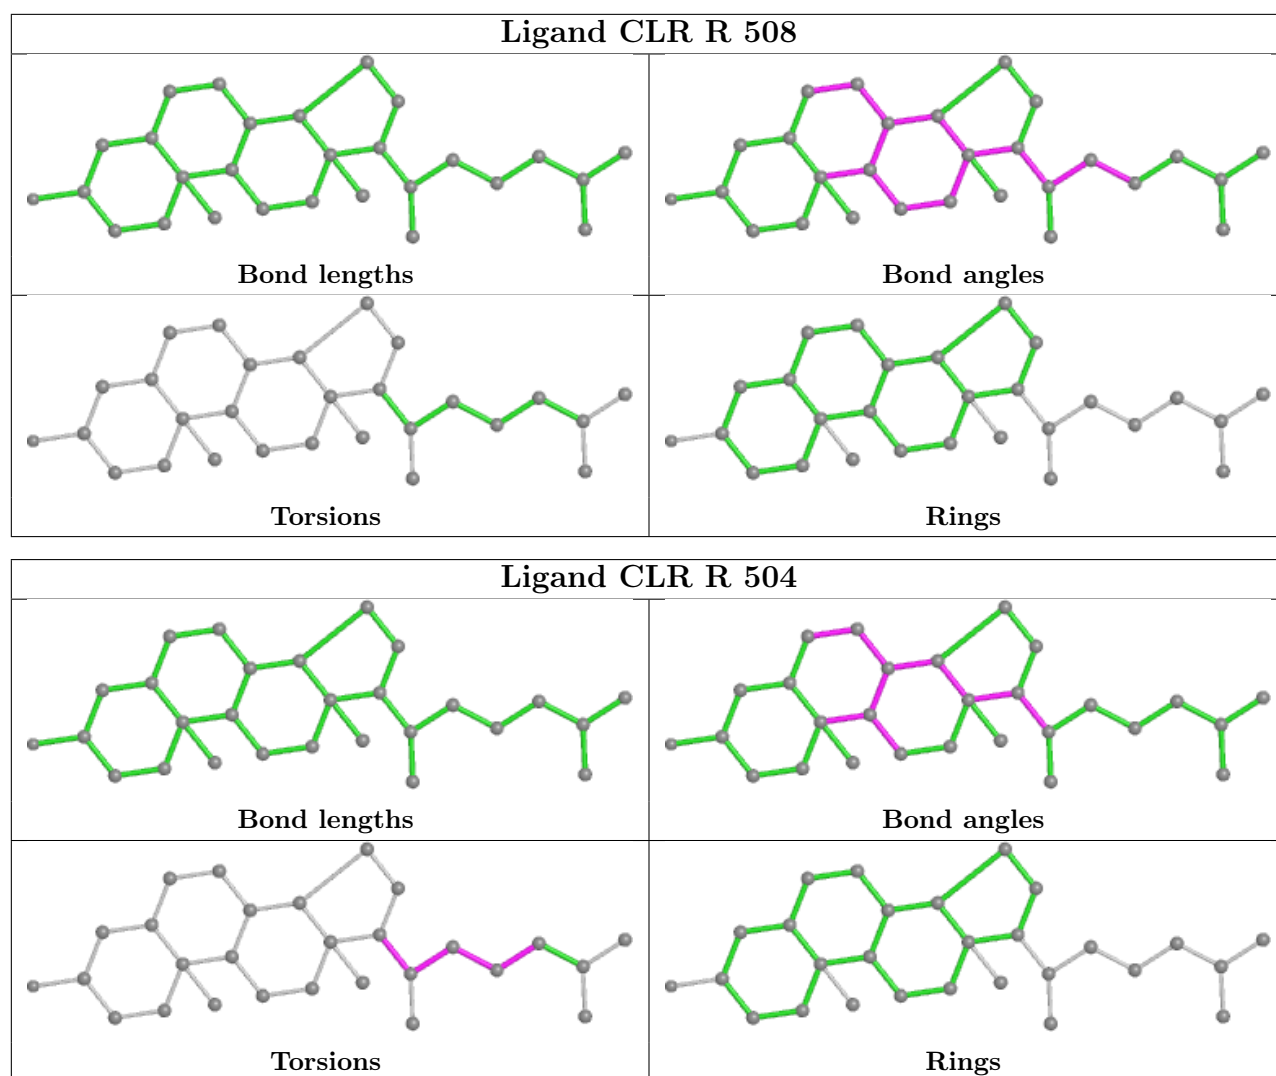 Ligand CLR R 508
Bond lengths
Bond angles
Torsions
Rings
Ligand CLR R 504
Bond lengths
Bond angles
Torsions
Rings